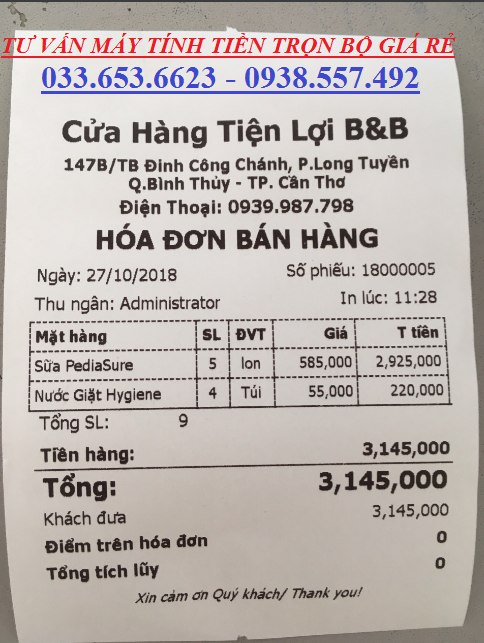 TƯ VẤN MÁY TÍNH TIỀN TRỌN BỘ GIÁ RẺ
033.653.6623 - 0938.557.492
Cửa Hàng Tiện Lợi B&B
147B/TB Đinh Công Chánh, P.Long Tuyền
Q.Bình Thủy - TP. Cần Thơ
Điện Thoại: 0939.987.798
HÓA ĐƠN BÁN HÀNG
Ngày: 27/10/2018 Số phiếu: 18000005
Thu ngân: Administrator In lúc: 11:28
Mặt hàng SL ĐVT Giá T tiền
Sữa PediaSure 5 lon 585,000 2,925,000
Nước Giặt Hygiene 4 Túi 55,000 220,000
Tổng SL: 9
Tiền hàng: 3,145,000
Tổng: 3,145,000
Khách đưa 3,145,000
Điểm trên hóa đơn 0
Tổng tích lũy 0
Xin cảm ơn Quý khách/ Thank you!